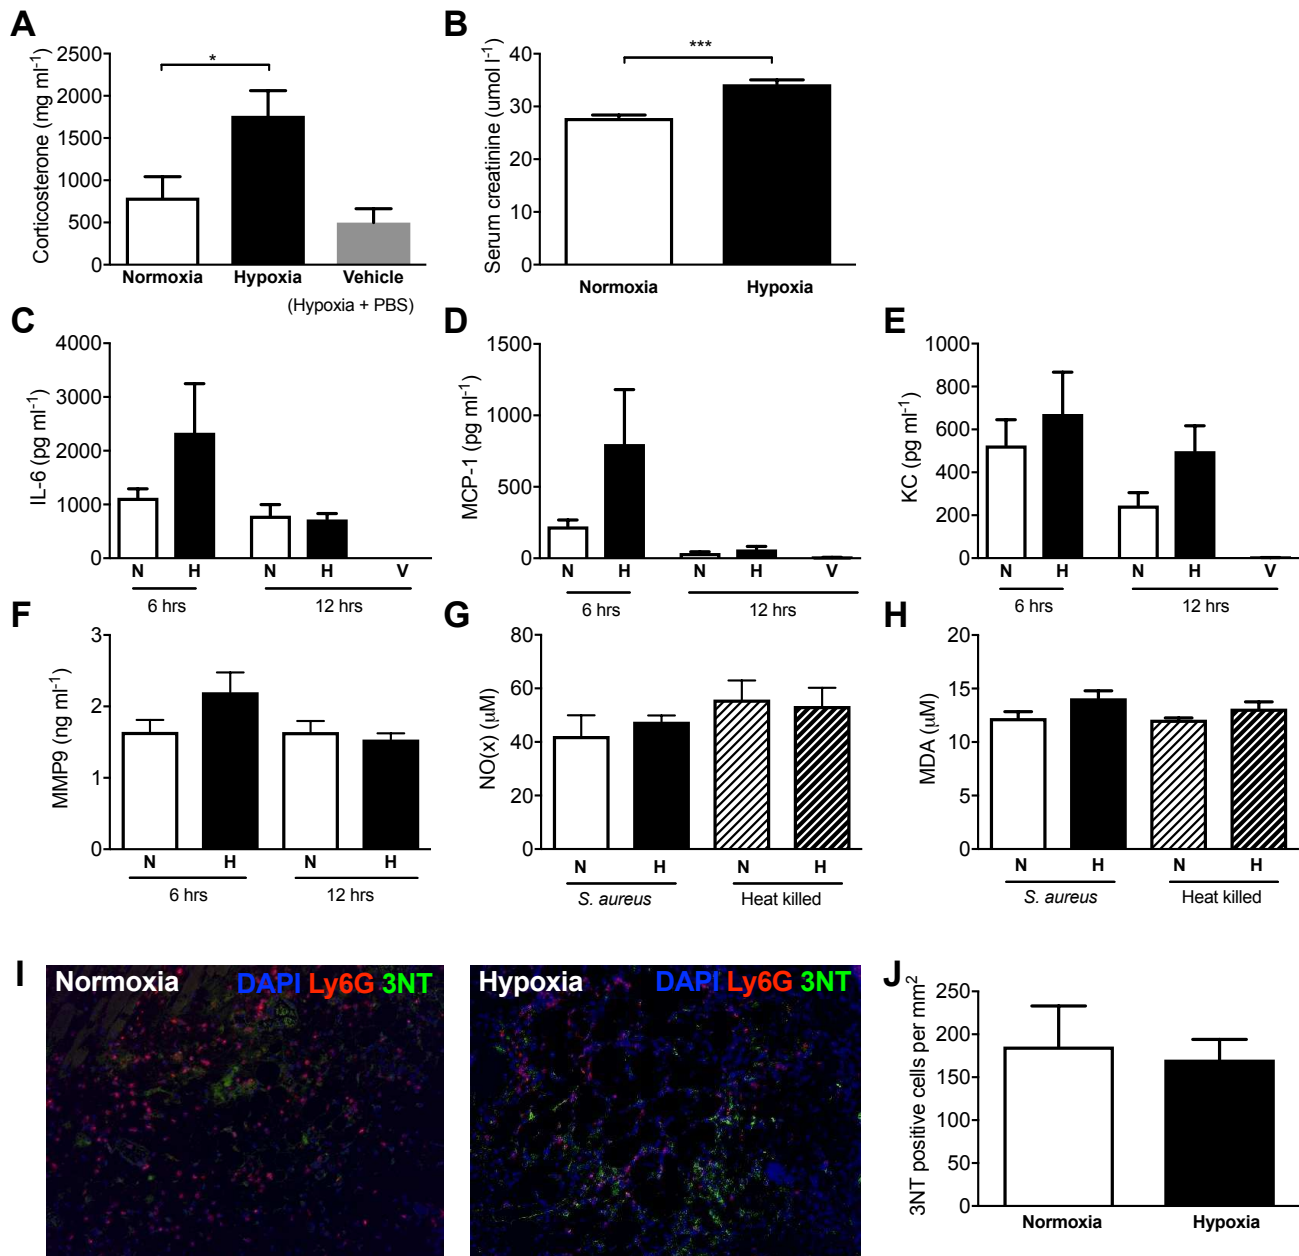 A
Corticosterone (mg ml-1)
2500
2000
1500
1000
500
0
*
Normoxia Hypoxia Vehicle
(Hypoxia + PBS)
B
Serum creatinine (umol l-1)
40
30
20
10
0
***
Normoxia Hypoxia
C
IL-6 (pg ml-1)
4000
3000
2000
1000
0
N H N H V
6 hrs 12 hrs
D
MCP-1 (pg ml-1)
1500
1000
500
0
N H N H V
6 hrs 12 hrs
E
KC (pg ml-1)
1000
800
600
400
200
0
N H N H V
6 hrs 12 hrs
F
MMP9 (ng ml-1)
3
2
1
0
N H N H
6 hrs 12 hrs
G
NO(x) (μM)
80
60
40
20
0
N H N H
S. aureus Heat killed
H
MDA (μM)
20
15
10
5
0
N H N H
S. aureus Heat killed
I
Normoxia DAPI Ly6G 3NT
Hypoxia DAPI Ly6G 3NT
J
3NT positive cells per mm2
250
200
150
100
50
0
Normoxia Hypoxia